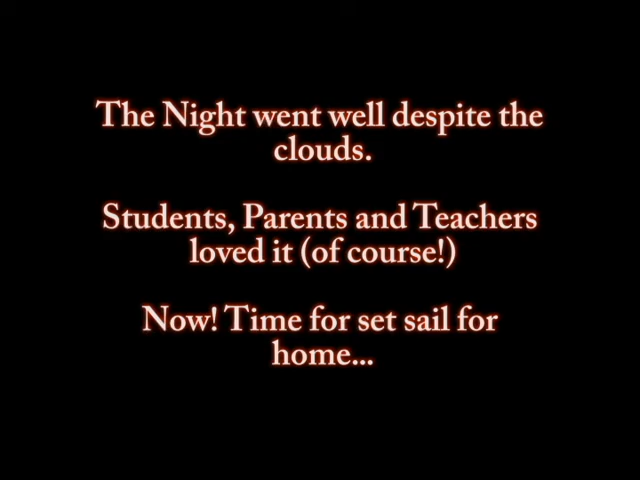 The Night went well despite the
clouds.
Students, Parents and Teachers
loved it (of course!)
Now! Time for set sail for
home...